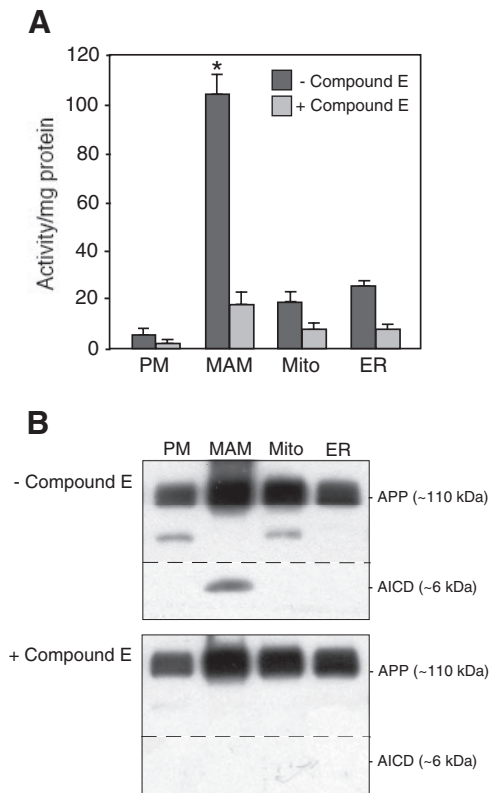 A
120
100
80
60
40
20
0
Activity/mg protein
*
- Compound E
+ Compound E
PM MAM Mito ER
B
PM MAM Mito ER
- Compound E
- APP (~110 kDa)
- AICD (~6 kDa)
+ Compound E
- APP (~110 kDa)
- AICD (~6 kDa)